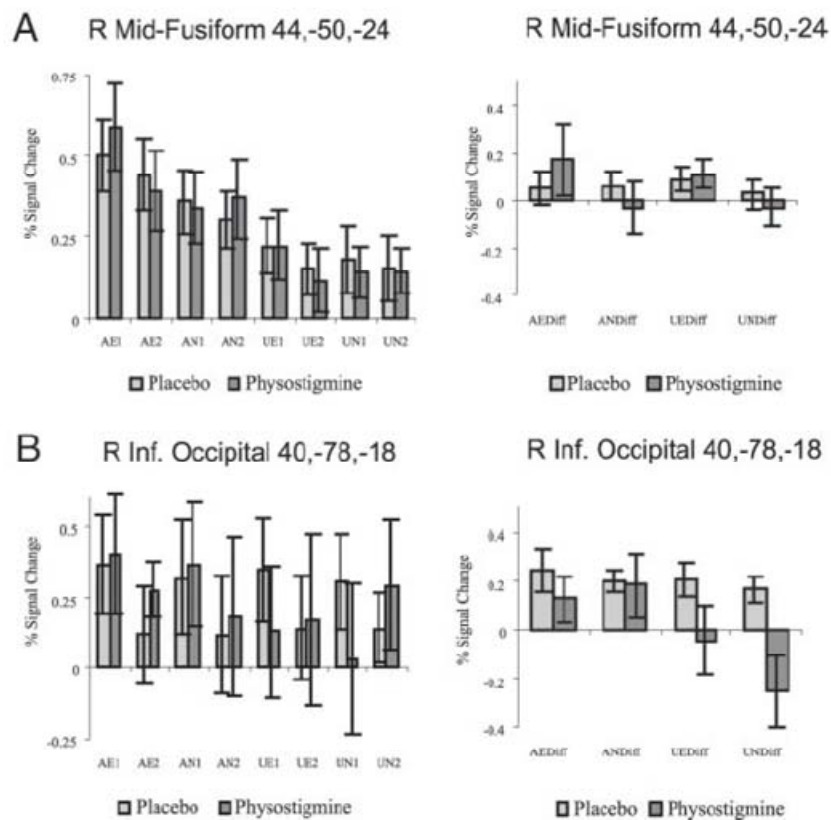 A
R Mid-Fusiform 44,-50,-24
0.75
0.5
0.25
0
% Signal Change
AE1 AE2 AN1 AN2 UE1 UE2 UN1 UN2
Placebo Physostigmine
R Mid-Fusiform 44,-50,-24
0.4
0.2
0
-0.2
-0.4
% Signal Change
AEDiff ANDiff UEDiff UNDiff
Placebo Physostigmine
B
R Inf. Occipital 40,-78,-18
0.5
0.25
0
-0.25
% Signal Change
AE1 AE2 AN1 AN2 UE1 UE2 UN1 UN2
Placebo Physostigmine
R Inf. Occipital 40,-78,-18
0.4
0.2
0
-0.2
-0.4
% Signal Change
AEDiff ANDiff UEDiff UNDiff
Placebo Physostigmine